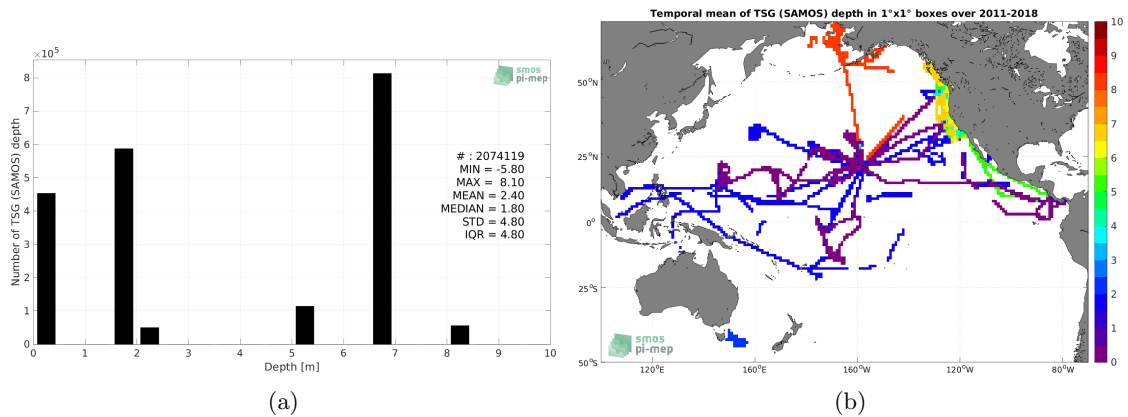 Temporal mean of TSG (SAMOS) depth in 1°x1° boxes over 2011-2018
×10⁵
8
7
6
5
4
3
2
1
0
Number of TSG (SAMOS) depth
0 1 2 3 4 5 6 7 8 9 10
Depth [m]
smos
pi-mep
# : 2074119
MIN = -5.80
MAX = 8.10
MEAN = 2.40
MEDIAN = 1.80
STD = 4.80
IQR = 4.80
smos
pi-mep
50°N
25°N
0°
25°S
50°S
120°E 160°E 160°W 120°W 80°W
smos
pi-mep
10
9
8
7
6
5
4
3
2
1
0
(a) (b)